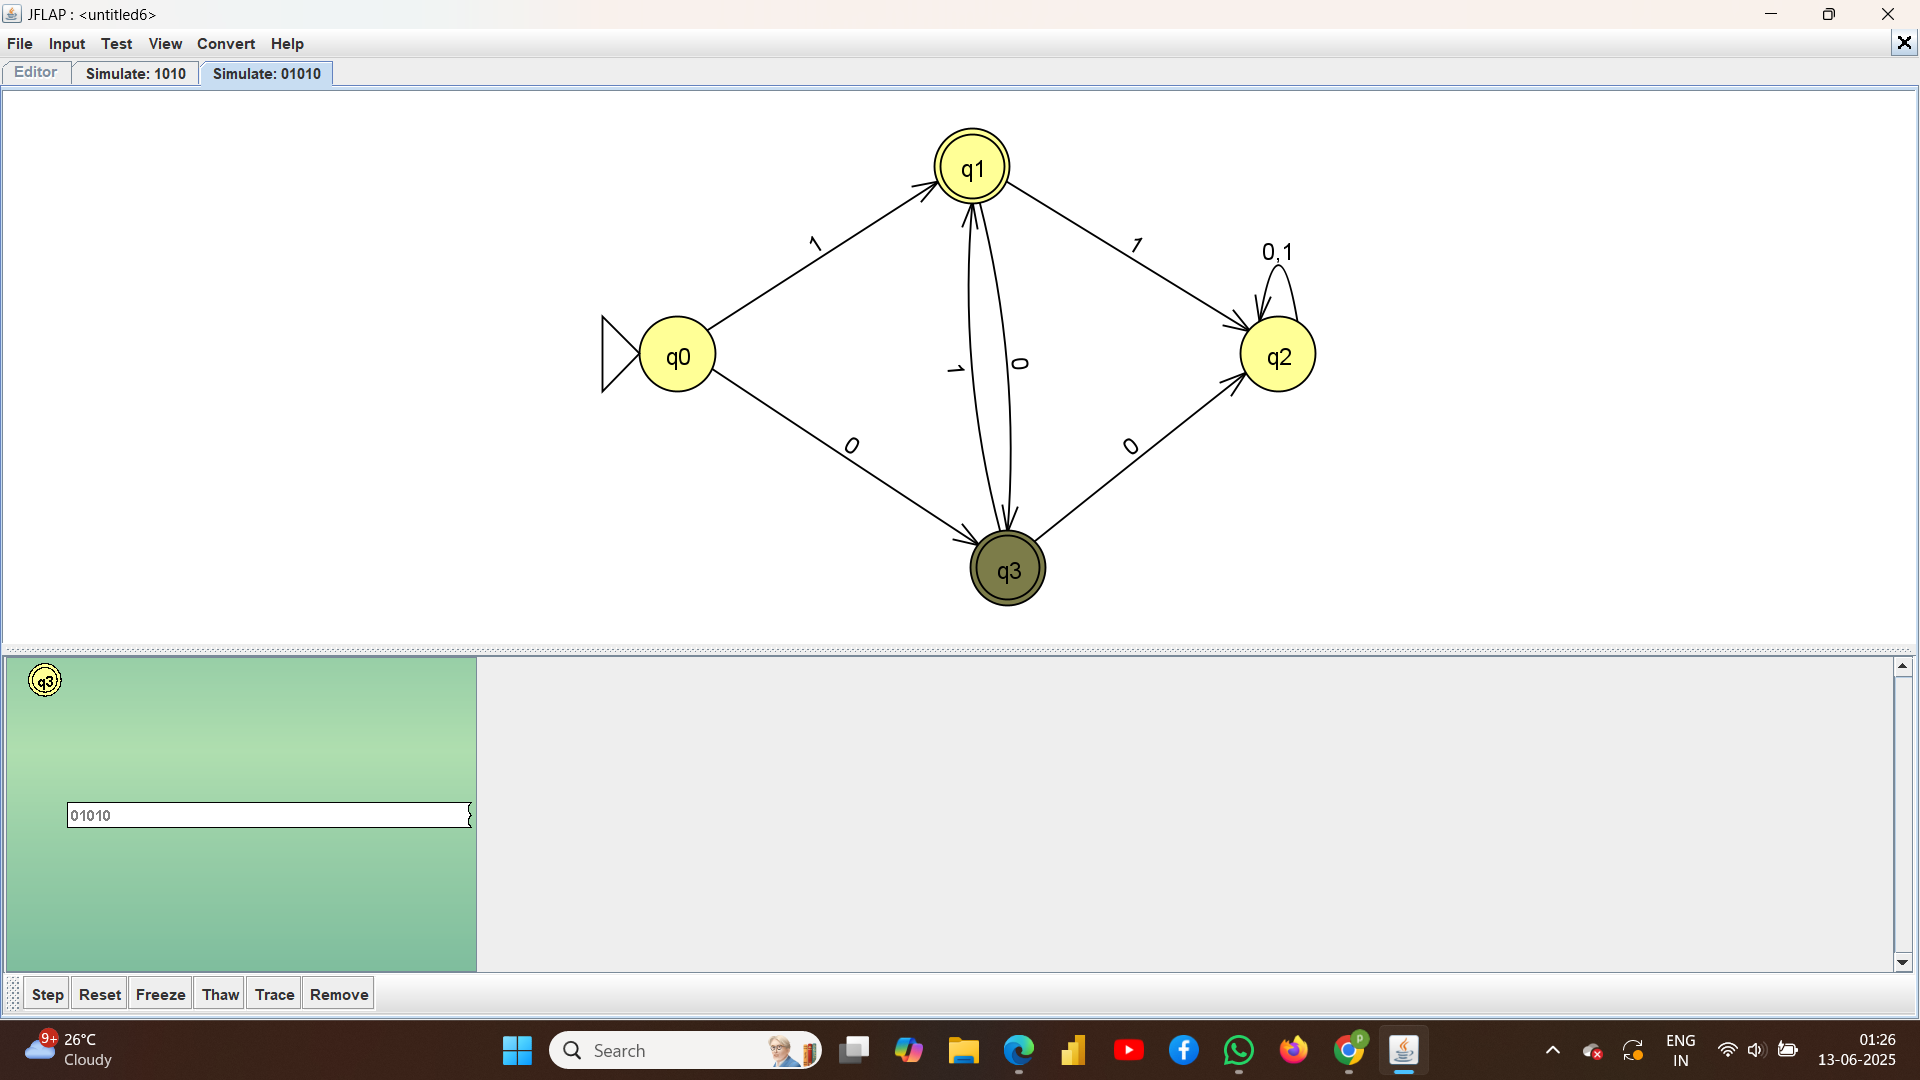 JFLAP : <untitled6>
File Input Test View Convert Help
Editor Simulate: 1010 Simulate: 01010
q1
1
1
0,1
q0
q2
1
0
0
0
q3
q3
01010
Step Reset Freeze Thaw Trace Remove
9+ 26°C
Cloudy
Search
P
ENG
IN
01:26
13-06-2025